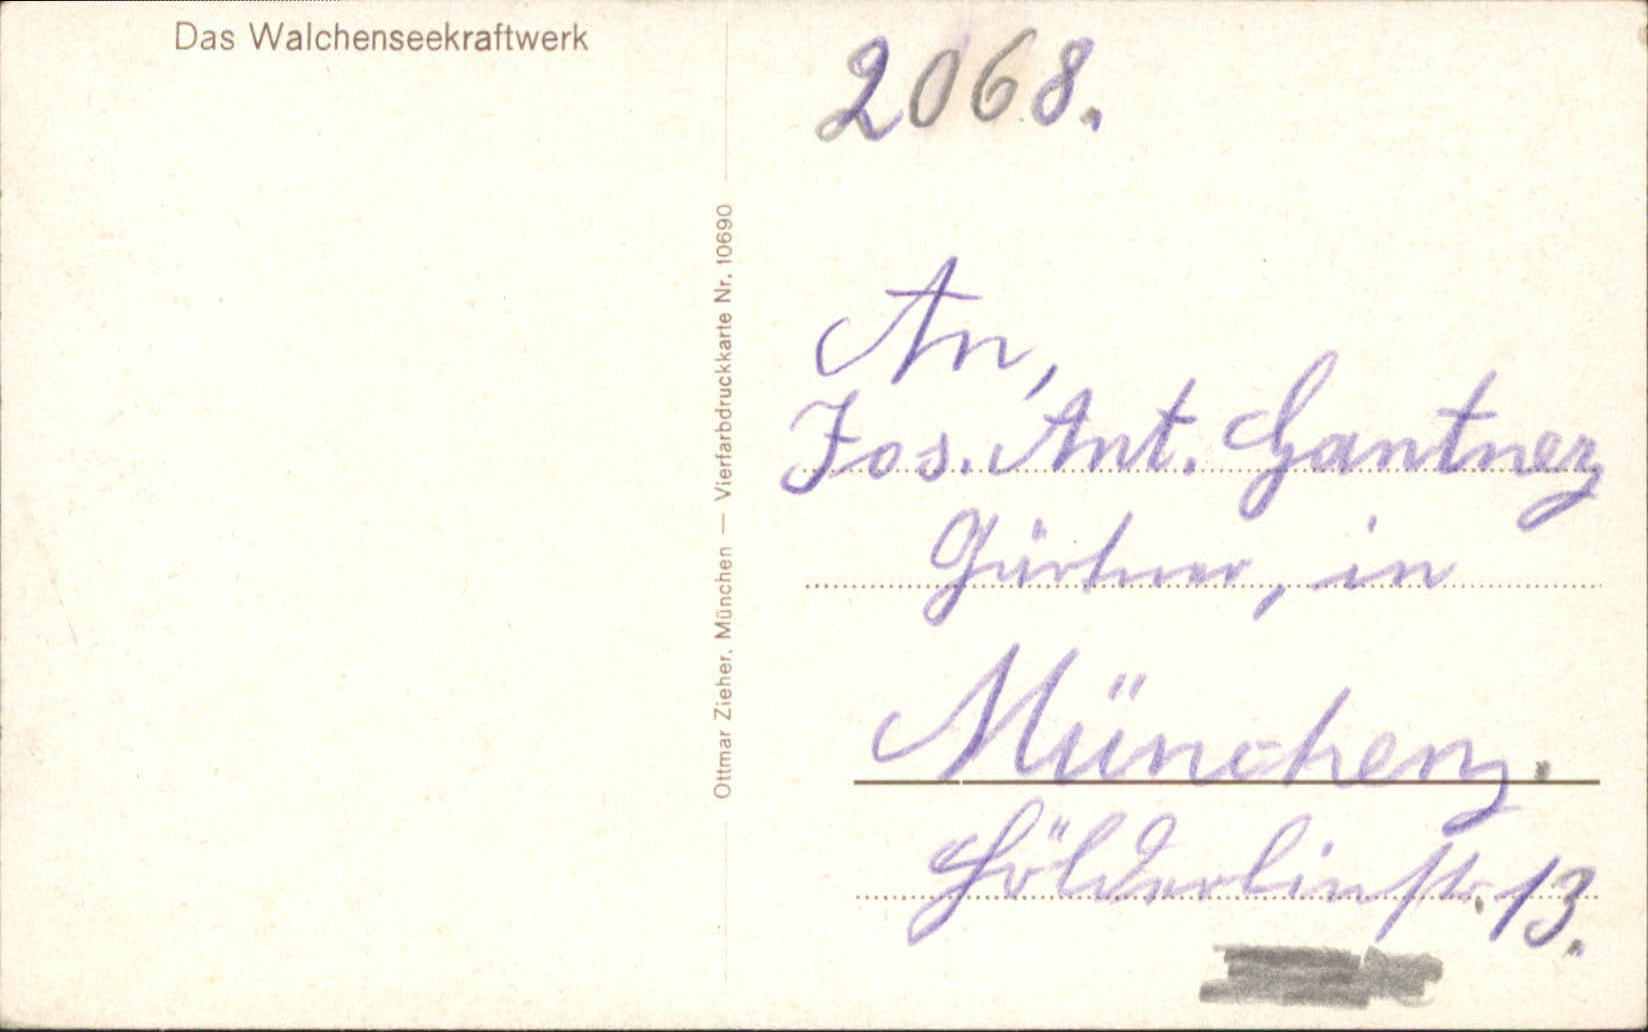 Das Walchenseekraftwerk
Ottmar Zieher, München — Vierfarbdruckkarte Nr. 10690
2068.
An,
Jos. Ant. Gantner
Gärtner, in
München.
Hölderlinstr. 13.